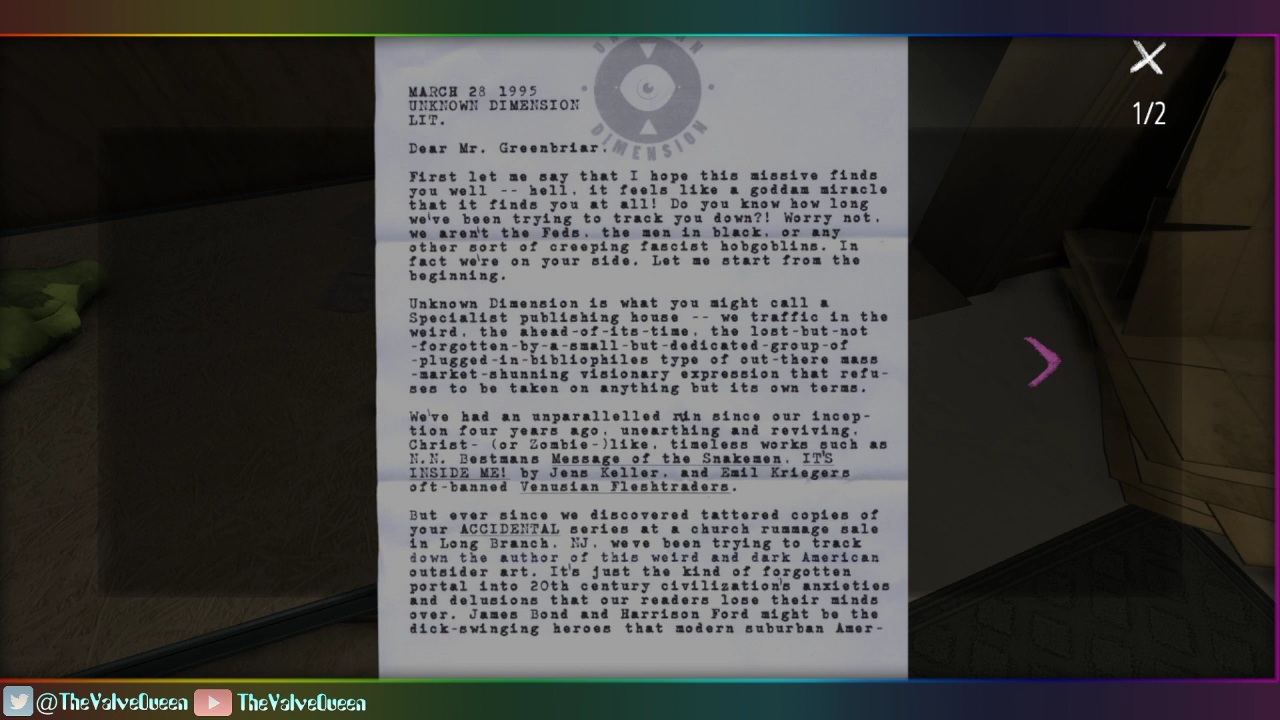 UNKNOWN
DIMENSION
MARCH 28 1995
UNKNOWN DIMENSION
LIT.
1/2
Dear Mr. Greenbriar,
First let me say that I hope this missive finds
you well -- hell, it feels like a goddam miracle
that it finds you at all! Do you know how long
we've been trying to track you down?! Worry not,
we aren't the Feds, the men in black, or any
other sort of creeping fascist hobgoblins. In
fact we're on your side. Let me start from the
beginning.
Unknown Dimension is what you might call a
Specialist publishing house -- we traffic in the
weird, the ahead-of-its-time, the lost-but-not
-forgotten-by-a-small-but-dedicated-group-of
-plugged-in-bibliophiles type of out-there mass
-market-shunning visionary expression that refu-
ses to be taken on anything but its own terms.
We've had an unparallelled run since our incep-
tion four years ago, unearthing and reviving,
Christ- (or Zombie-)like, timeless works such as
N.N. Bestmans Message of the Snakemen, IT'S
INSIDE ME! by Jens Keller, and Emil Kriegers
oft-banned Venusian Fleshtraders.
But ever since we discovered tattered copies of
your ACCIDENTAL series at a church rummage sale
in Long Branch, NJ, weve been trying to track
down the author of this weird and dark American
outsider art. It's just the kind of forgotten
portal into 20th century civilization's anxieties
and delusions that our readers lose their minds
over. James Bond and Harrison Ford might be the
dick-swinging heroes that modern suburban Amer-
@TheValveQueen
TheValveQueen